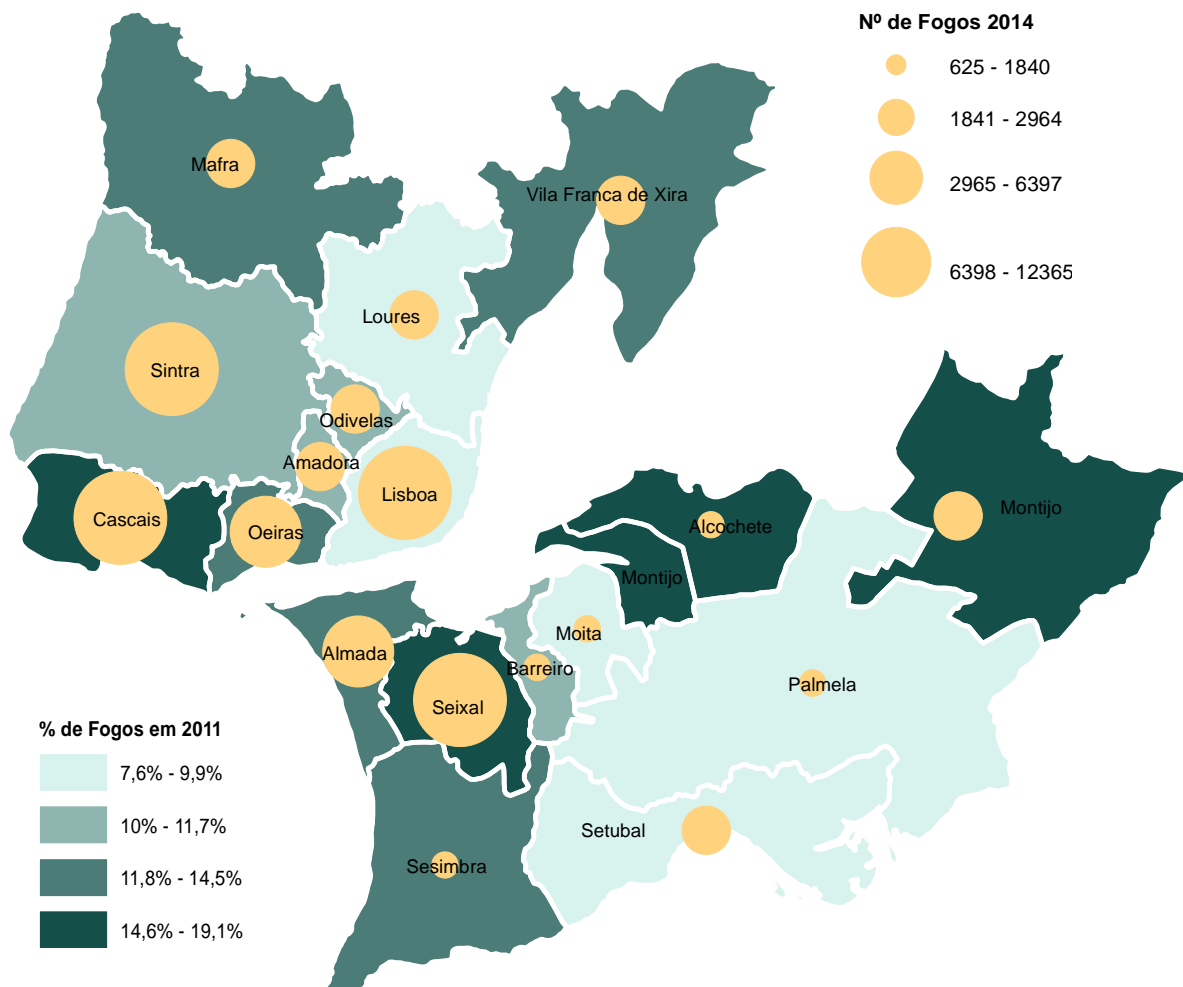 Nº de Fogos 2014
625 - 1840
1841 - 2964
2965 - 6397
6398 - 12365
Mafra
Vila Franca de Xira
Loures
Sintra
Odivelas
Amadora
Lisboa
Cascais
Oeiras
Alcochete
Montijo
Montijo
Moita
Almada
Barreiro
Palmela
Seixal
Setubal
Sesimbra
% de Fogos em 2011
7,6% - 9,9%
10% - 11,7%
11,8% - 14,5%
14,6% - 19,1%